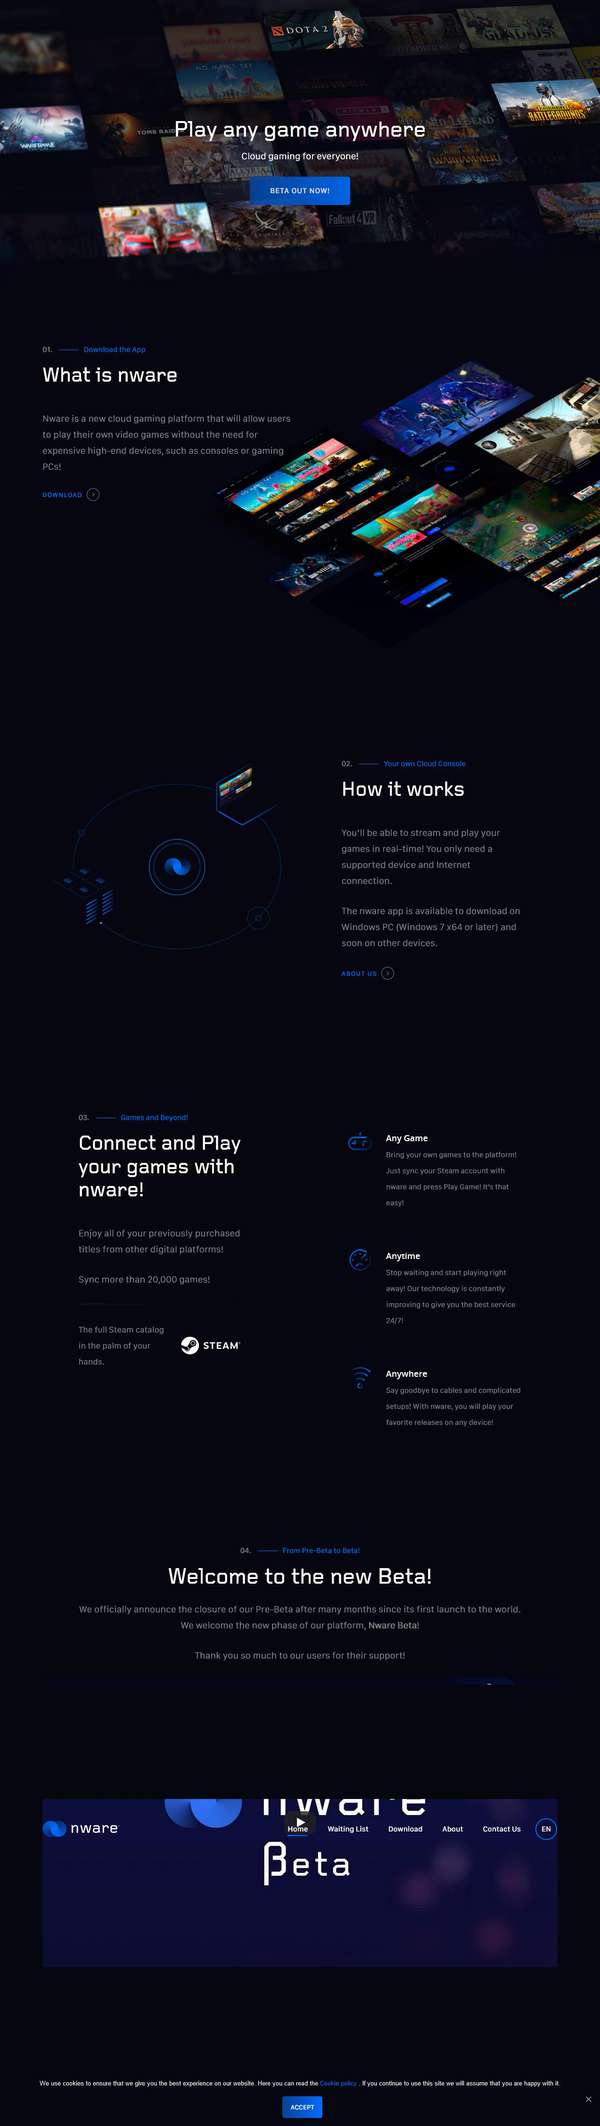 DOTA 2
NO MAN'S SKY
GLADIUS
BATTLEGROUNDS
WARFRAME
TOMB RAIDER
WARHAMMER
Fallout 4 VR
Play any game anywhere
Cloud gaming for everyone!
BETA OUT NOW!
01. Download the App
What is nware
Nware is a new cloud gaming platform that will allow users
to play their own video games without the need for
expensive high-end devices, such as consoles or gaming
PCs!
DOWNLOAD
02. Your own Cloud Console
How it works
You'll be able to stream and play your
games in real-time! You only need a
supported device and Internet
connection.
The nware app is available to download on
Windows PC (Windows 7 x64 or later) and
soon on other devices.
ABOUT US
03. Games and Beyond!
Connect and Play
your games with
nware!
Enjoy all of your previously purchased
titles from other digital platforms!
Sync more than 20,000 games!
The full Steam catalog
in the palm of your
hands.
STEAM
Any Game
Bring your own games to the platform!
Just sync your Steam account with
nware and press Play Game! It's that
easy!
Anytime
Stop waiting and start playing right
away! Our technology is constantly
improving to give you the best service
24/7!
Anywhere
Say goodbye to cables and complicated
setups! With nware, you will play your
favorite releases on any device!
04. From Pre-Beta to Beta!
Welcome to the new Beta!
We officially announce the closure of our Pre-Beta after many months since its first launch to the world.
We welcome the new phase of our platform, Nware Beta!
Thank you so much to our users for their support!
nware
nware Home Waiting List Download About Contact Us EN
βeta
We use cookies to ensure that we give you the best experience on our website. Here you can read the Cookie policy . If you continue to use this site we will assume that you are happy with it.
ACCEPT